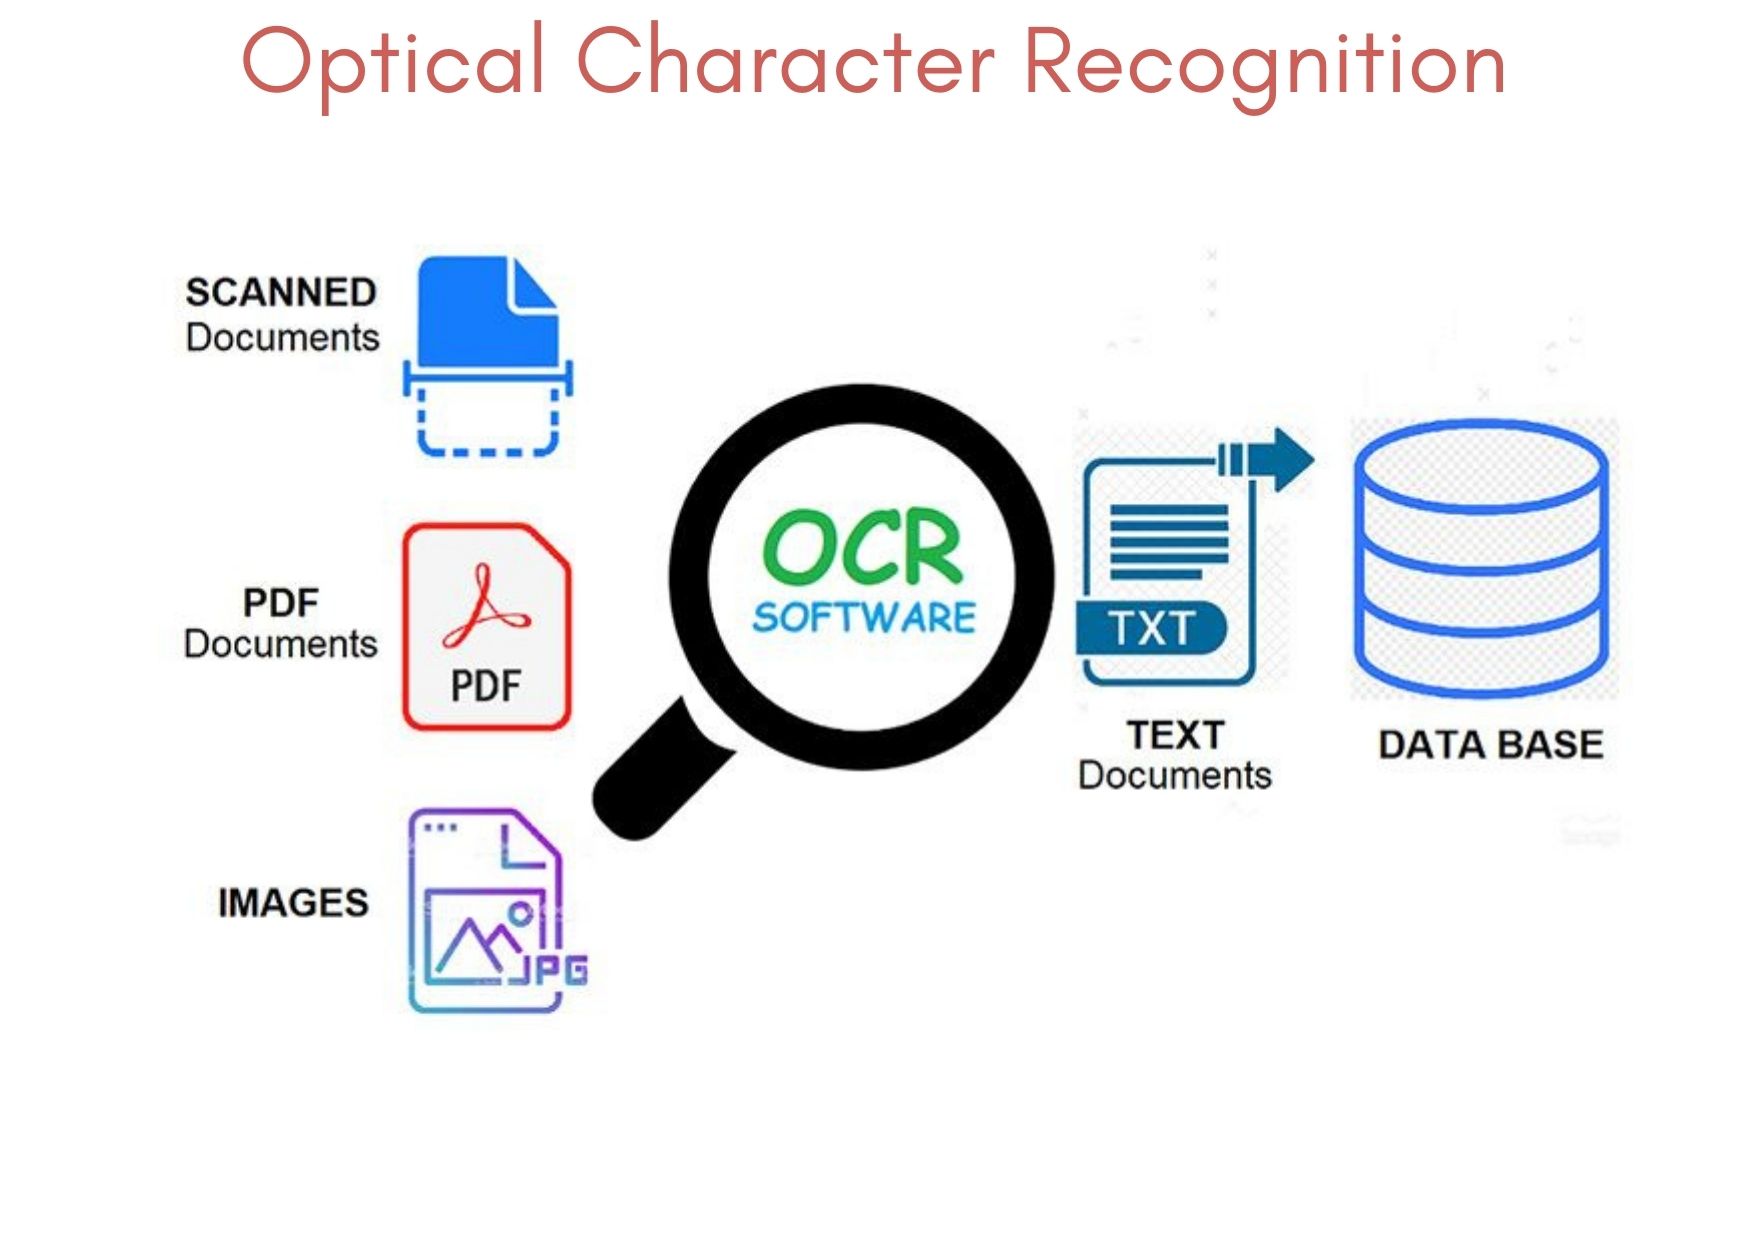 Optical Character Recognition
SCANNED
Documents
PDF
Documents
PDF
IMAGES
JPG
OCR
SOFTWARE
TXT
TEXT
Documents
DATA BASE